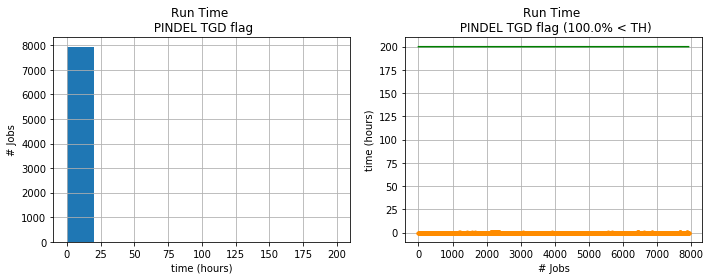 Run Time
PINDEL TGD flag
# Jobs
8000
7000
6000
5000
4000
3000
2000
1000
0
0 25 50 75 100 125 150 175 200
time (hours)
Run Time
PINDEL TGD flag (100.0% < TH)
time (hours)
200
175
150
125
100
75
50
25
0
0 1000 2000 3000 4000 5000 6000 7000 8000
# Jobs